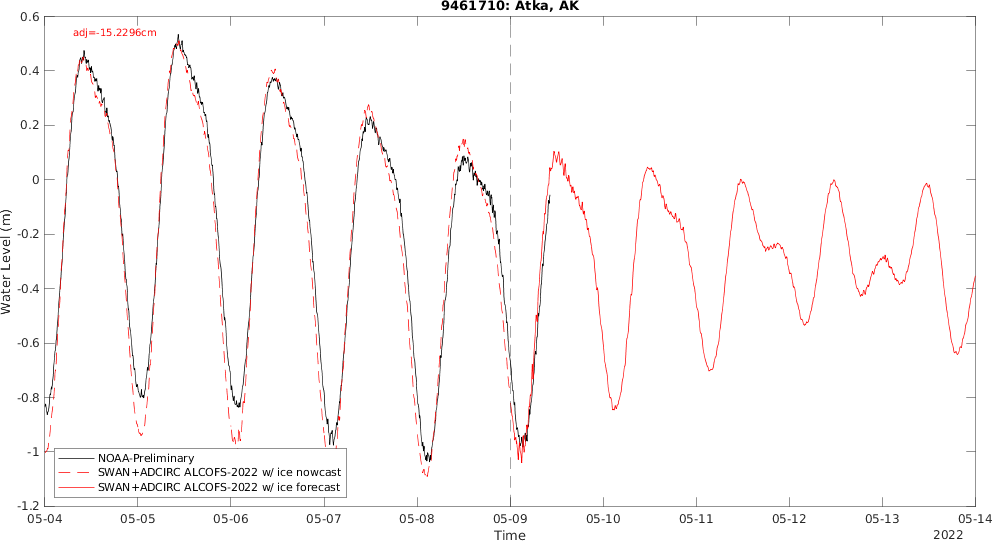 9461710: Atka, AK
adj=-15.2296cm
0.6
0.4
0.2
0
-0.2
-0.4
-0.6
-0.8
-1
-1.2
Water Level (m)
NOAA-Preliminary
SWAN+ADCIRC ALCOFS-2022 w/ ice nowcast
SWAN+ADCIRC ALCOFS-2022 w/ ice forecast
05-04 05-05 05-06 05-07 05-08 05-09 05-10 05-11 05-12 05-13 05-14
Time
2022